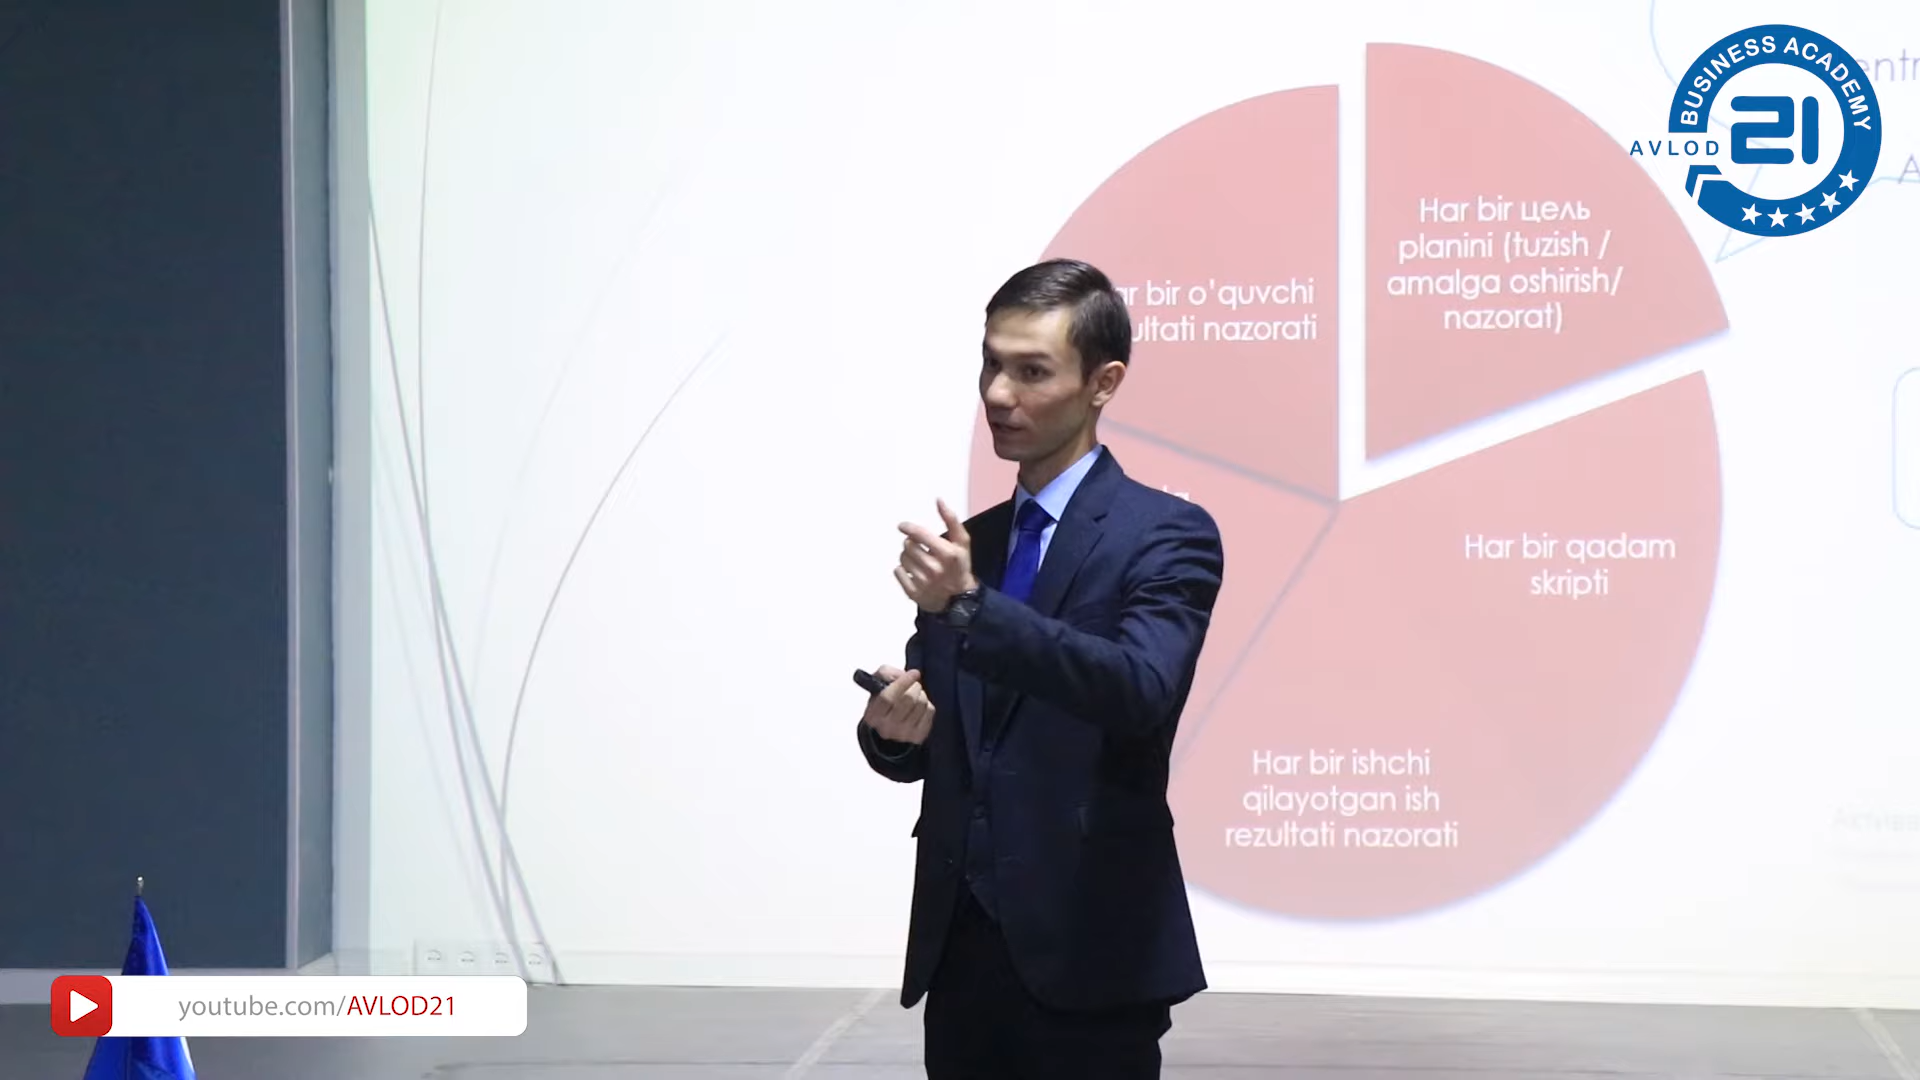 BUSINESS ACADEMY
AVLOD 21
Har bir цель
planini (tuzish /
amalga oshirish/
nazorat)
bir o'quvchi
nazorati
Har bir qadam
skripti
Har bir ishchi
qilayotgan ish
rezultati nazorati
youtube.com/AVLOD21